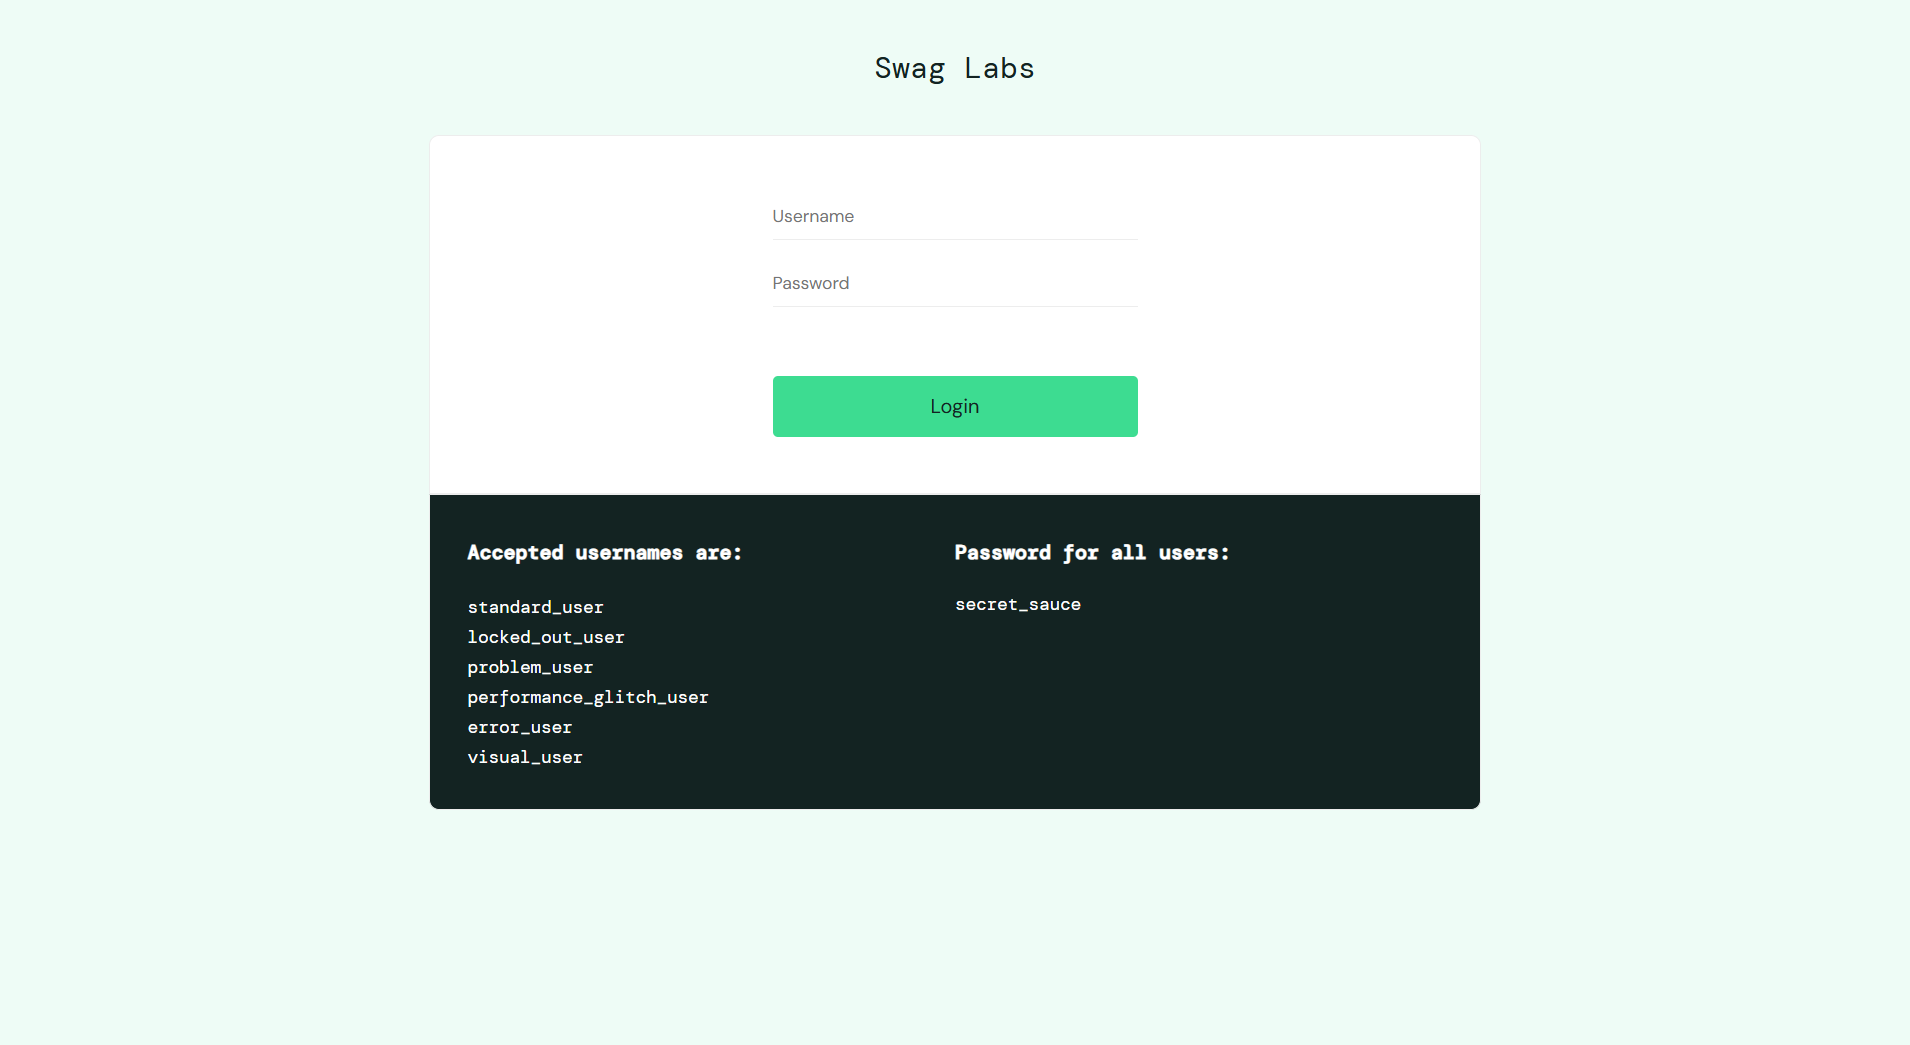 Swag Labs
Username
Password
Login
Accepted usernames are:
standard_user
locked_out_user
problem_user
performance_glitch_user
error_user
visual_user
Password for all users:
secret_sauce